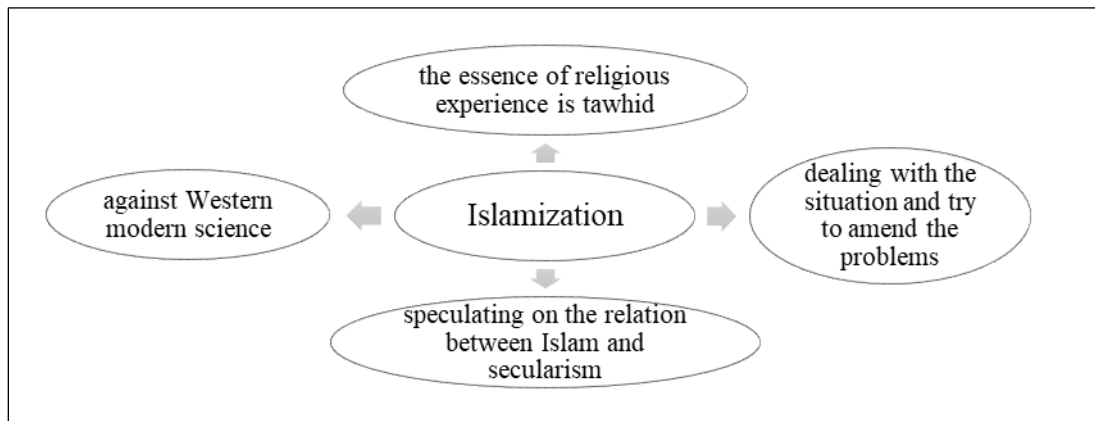 the essence of religious
experience is tawhid
against Western
modern science
Islamization
dealing with the
situation and try
to amend the
problems
speculating on the relation
between Islam and
secularism